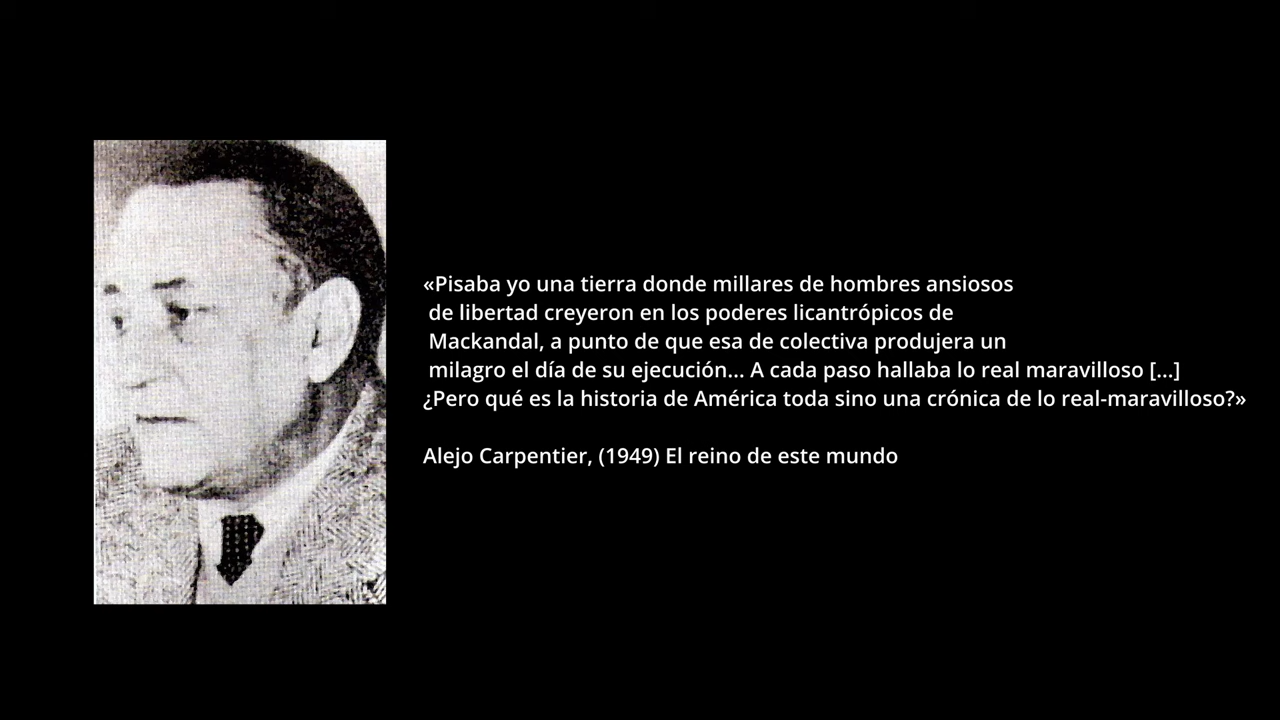 «Pisaba yo una tierra donde millares de hombres ansiosos
de libertad creyeron en los poderes licantrópicos de
Mackandal, a punto de que esa de colectiva produjera un
milagro el día de su ejecución... A cada paso hallaba lo real maravilloso [...]
¿Pero qué es la historia de América toda sino una crónica de lo real-maravilloso?»
Alejo Carpentier, (1949) El reino de este mundo